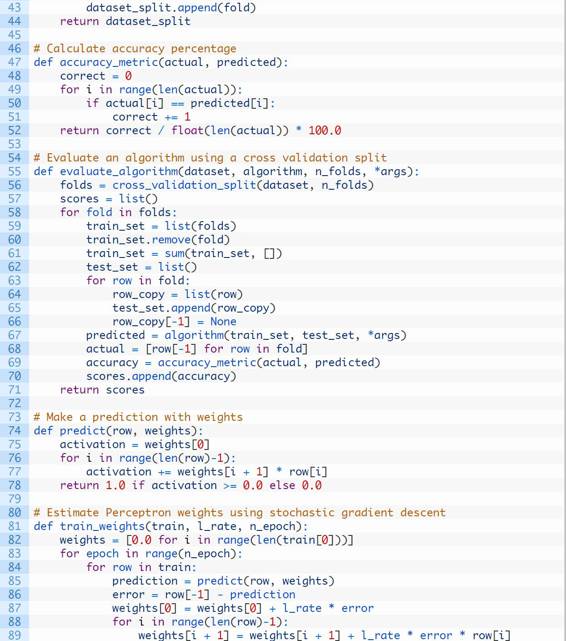 43 dataset_split.append(fold)
44 return dataset_split
45
46 # Calculate accuracy percentage
47 def accuracy_metric(actual, predicted):
48 correct = 0
49 for i in range(len(actual)):
50 if actual[i] == predicted[i]:
51 correct += 1
52 return correct / float(len(actual)) * 100.0
53
54 # Evaluate an algorithm using a cross validation split
55 def evaluate_algorithm(dataset, algorithm, n_folds, *args):
56 folds = cross_validation_split(dataset, n_folds)
57 scores = list()
58 for fold in folds:
59 train_set = list(folds)
60 train_set.remove(fold)
61 train_set = sum(train_set, [])
62 test_set = list()
63 for row in fold:
64 row_copy = list(row)
65 test_set.append(row_copy)
66 row_copy[-1] = None
67 predicted = algorithm(train_set, test_set, *args)
68 actual = [row[-1] for row in fold]
69 accuracy = accuracy_metric(actual, predicted)
70 scores.append(accuracy)
71 return scores
72
73 # Make a prediction with weights
74 def predict(row, weights):
75 activation = weights[0]
76 for i in range(len(row)-1):
77 activation += weights[i + 1] * row[i]
78 return 1.0 if activation >= 0.0 else 0.0
79
80 # Estimate Perceptron weights using stochastic gradient descent
81 def train_weights(train, l_rate, n_epoch):
82 weights = [0.0 for i in range(len(train[0]))]
83 for epoch in range(n_epoch):
84 for row in train:
85 prediction = predict(row, weights)
86 error = row[-1] - prediction
87 weights[0] = weights[0] + l_rate * error
88 for i in range(len(row)-1):
89 weights[i + 1] = weights[i + 1] + l_rate * error * row[i]